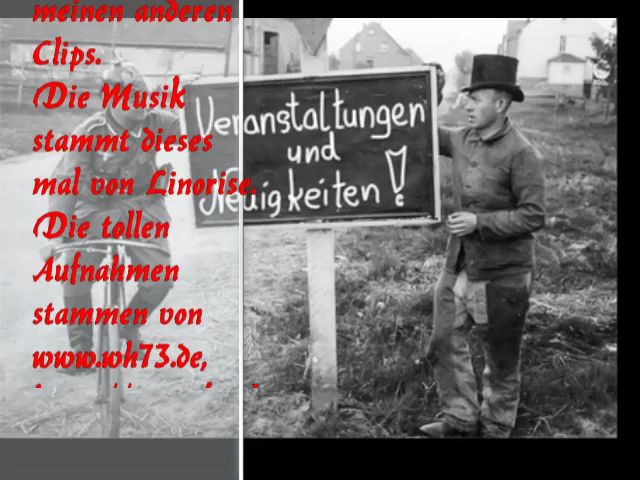 meinen anderen
Clips.
Die Musik
stammt dieses
mal von Linorise.
Die tollen
Aufnahmen
stammen von
www.wh73.de,
Veranstaltungen
und
Neuigkeiten!